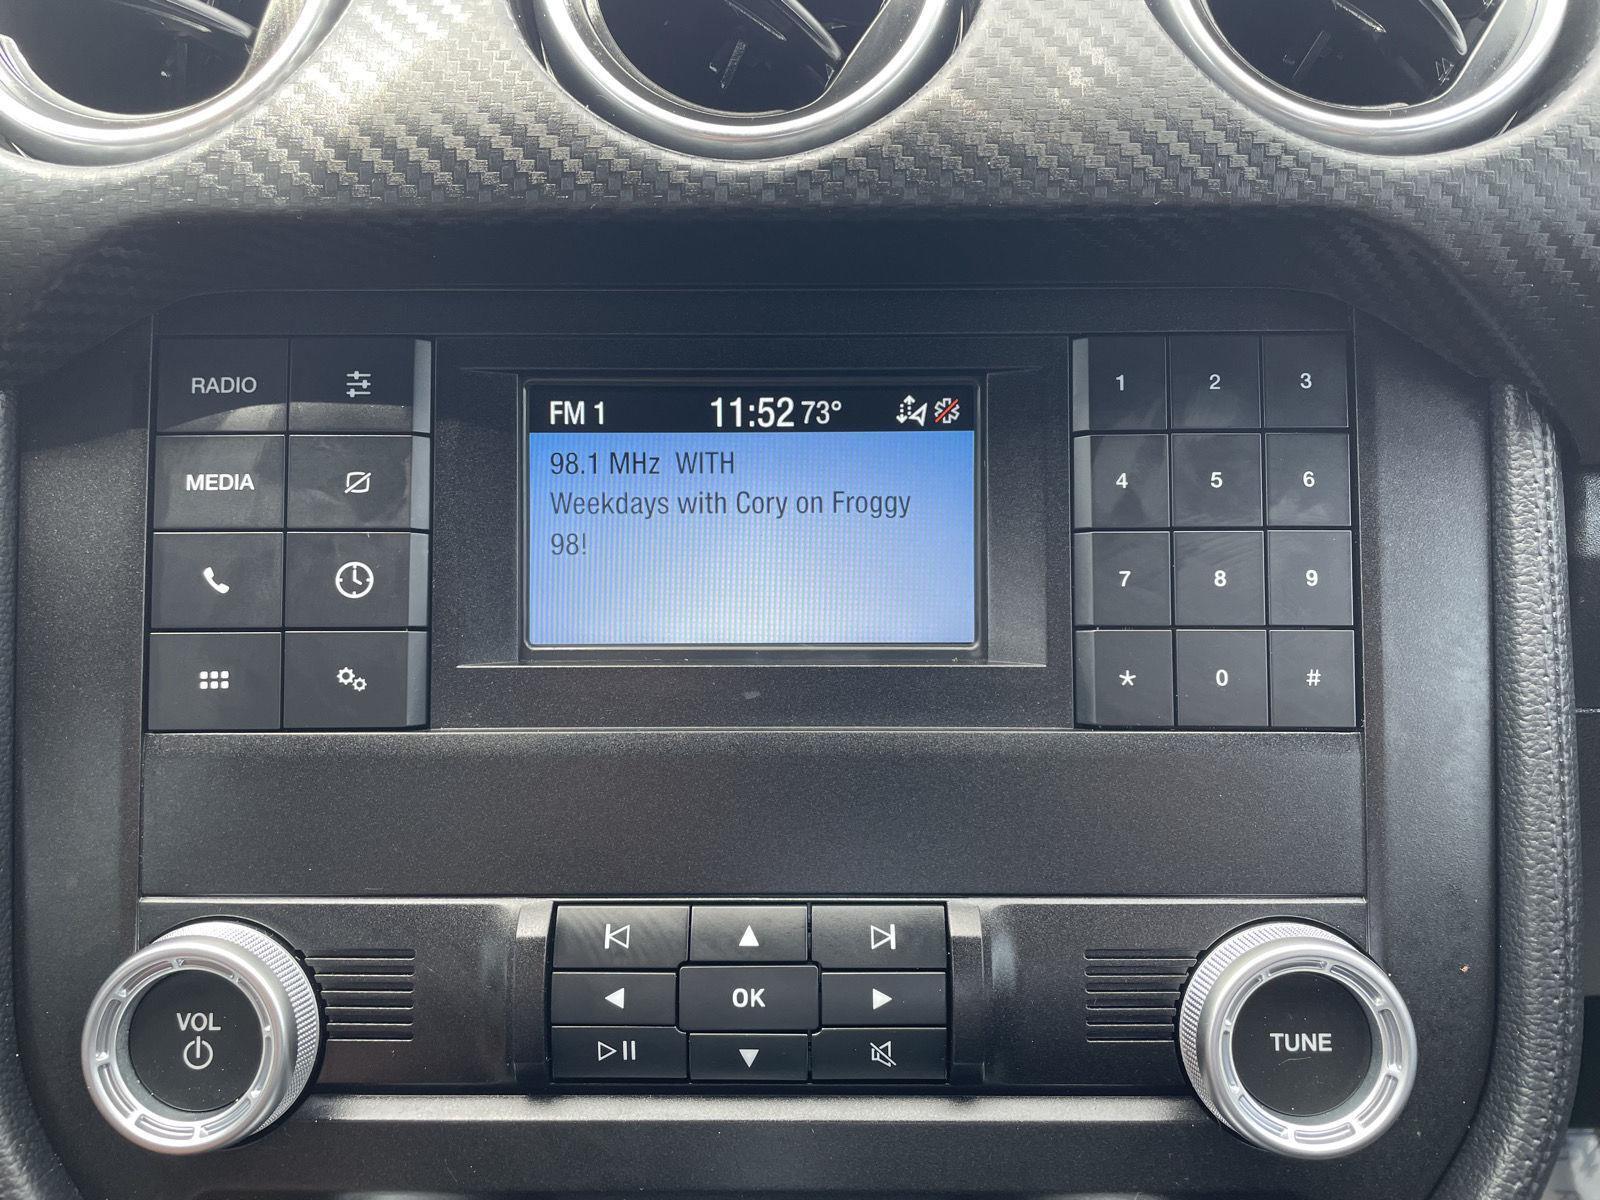 FM 1 11:52 73°
98.1 MHz WITH
Weekdays with Cory on Froggy
98!
RADIO
MEDIA
1 2 3
4 5 6
7 8 9
* 0 #
VOL
OK
TUNE